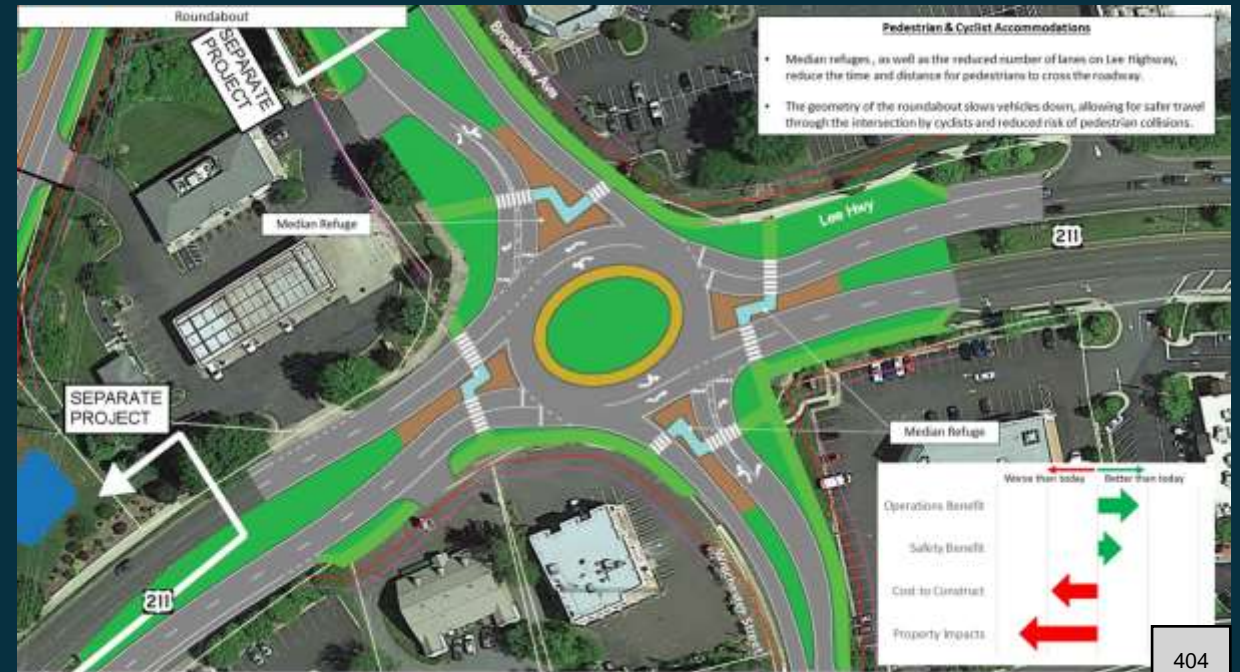 Roundabout
SEPARATE
PROJECT
Broadview Ave
Pedestrian & Cyclist Accommodations
• Median refuges , as well as the reduced number of lanes on Lee Highway,
reduce the time and distance for pedestrians to cross the roadway.
• The geometry of the roundabout slows vehicles down, allowing for safer travel
through the intersection by cyclists and reduced risk of pedestrian collisions.
Median Refuge
Lee Hwy
211
SEPARATE
PROJECT
Median Refuge
Worse than today
Better than today
Operations Benefit
Safety Benefit
Cost to Construct
Property Impacts
211
Winchester Street
404